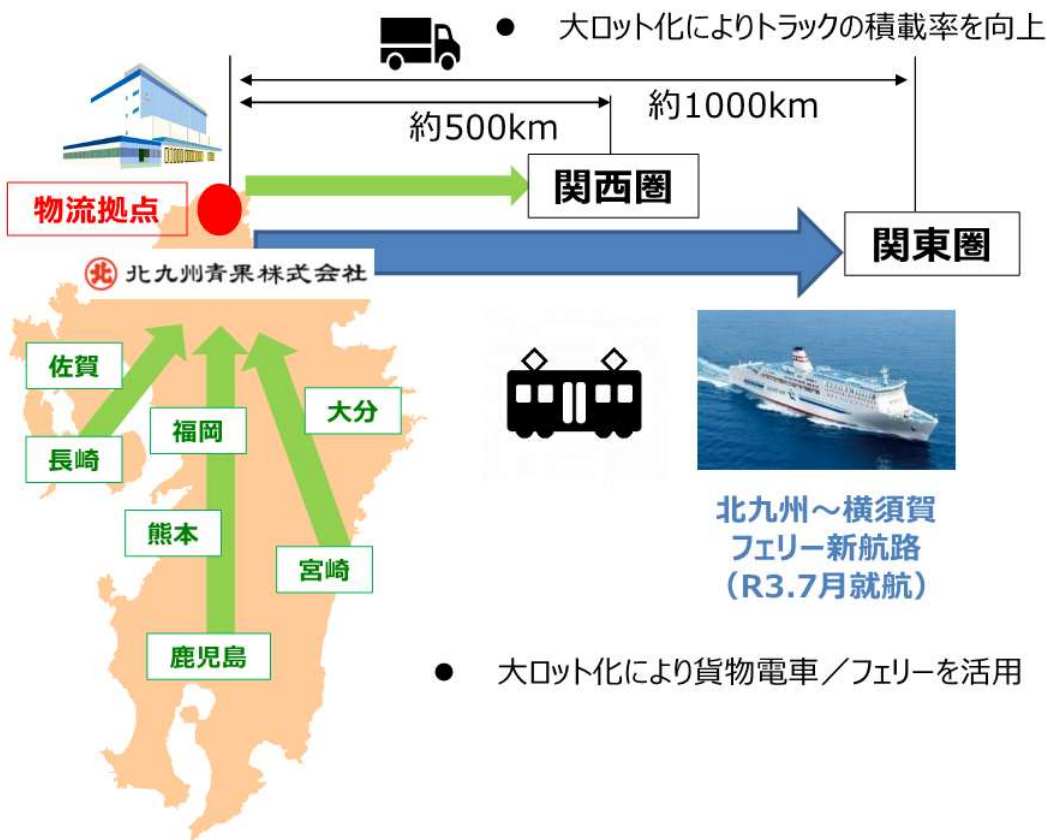 ● 大ロット化によりトラックの積載率を向上
約1000km
約500km
関西圏
物流拠点
関東圏
北 北九州青果株式会社
佐賀
大分
福岡
長崎
北九州~横須賀
フェリー新航路
(R3.7月就航)
熊本
宮崎
鹿児島
● 大ロット化により貨物電車/フェリーを活用